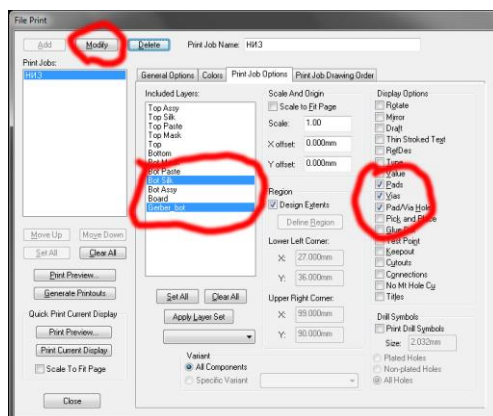 File Print
Add Modify Delete Print Job Name: НИЗ
Print Jobs:
НИЗ
General Options Colors Print Job Options Print Job Drawing Order
Included Layers:
Top Assy
Top Silk
Top Paste
Top Mask
Top
Bottom
Bot Mask
Bot Paste
Bot Silk
Bot Assy
Board
Gerber_bot
Set All Clear All
Apply Layer Set
Scale And Origin
Scale to Fit Page
Scale: 1.00
X offset: 0.000mm
Y offset: 0.000mm
Region
Design Extents
Define Region
Lower Left Corner:
X: 27.000mm
Y: 36.000mm
Upper Right Corner:
X: 99.000mm
Y: 90.000mm
Display Options
Rotate
Mirror
Draft
Thin Stroked Text
RefDes
Type
Value
Pads
Vias
Pad/Via Holes
Pick and Place
Glue Dot
Test Point
Keepout
Cutouts
Connections
No Mt Hole Cu
Titles
Drill Symbols
Print Drill Symbols
Size: 2.032mm
Plated Holes
Non-plated Holes
All Holes
Variant
All Components
Specific Variant
Move Up Move Down
Set All Clear All
Print Preview...
Generate Printouts
Quick Print Current Display
Print Preview...
Print Current Display
Scale To Fit Page
Close